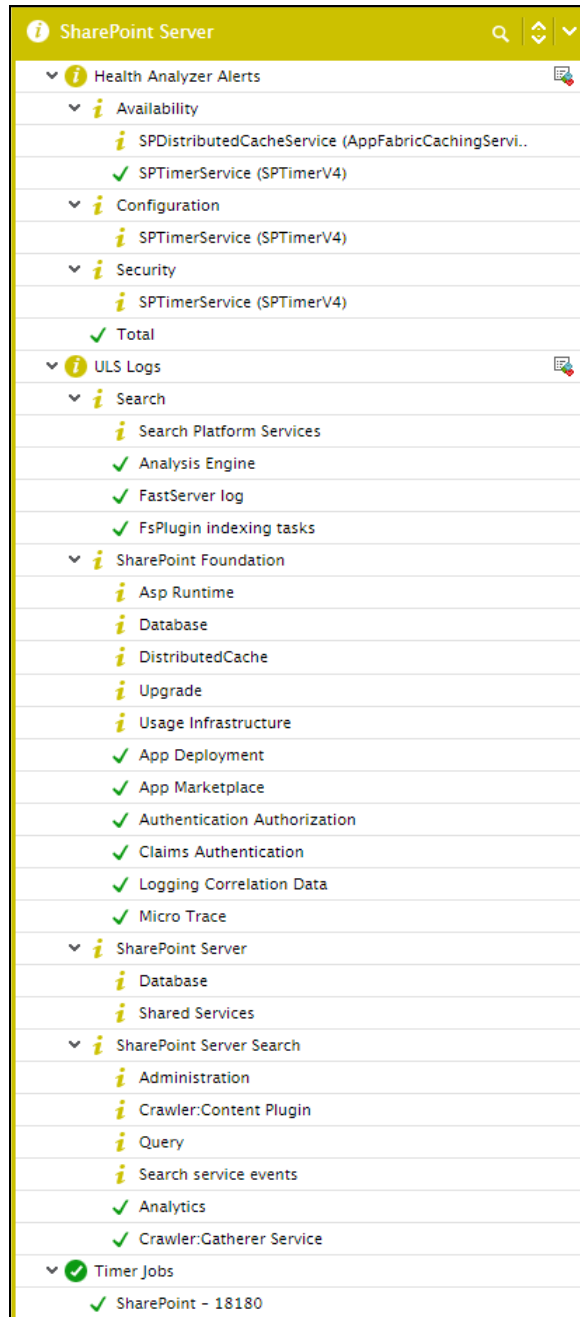 SharePoint Server
Health Analyzer Alerts
Availability
SPDistributedCacheService (AppFabricCachingServi..
SPTimerService (SPTimerV4)
Configuration
SPTimerService (SPTimerV4)
Security
SPTimerService (SPTimerV4)
Total
ULS Logs
Search
Search Platform Services
Analysis Engine
FastServer log
FsPlugin indexing tasks
SharePoint Foundation
Asp Runtime
Database
DistributedCache
Upgrade
Usage Infrastructure
App Deployment
App Marketplace
Authentication Authorization
Claims Authentication
Logging Correlation Data
Micro Trace
SharePoint Server
Database
Shared Services
SharePoint Server Search
Administration
Crawler:Content Plugin
Query
Search service events
Analytics
Crawler:Gatherer Service
Timer Jobs
SharePoint - 18180